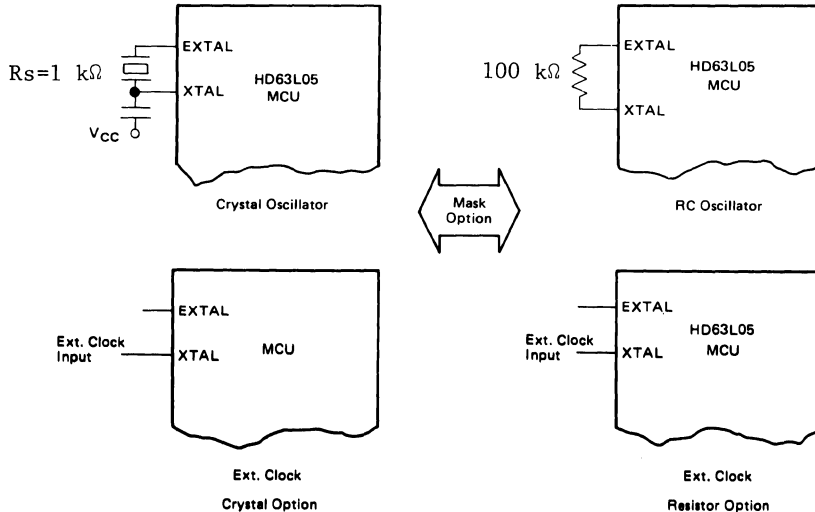 EXTAL
Rs=1 kΩ
HD63L05
MCU
XTAL
VCC
Crystal Oscillator
EXTAL
100 kΩ
HD63L05
MCU
XTAL
RC Oscillator
Mask
Option
EXTAL
Ext. Clock
Input
XTAL
MCU
Ext. Clock
Crystal Option
EXTAL
HD63L05
MCU
Ext. Clock
Input
XTAL
Ext. Clock
Resistor Option